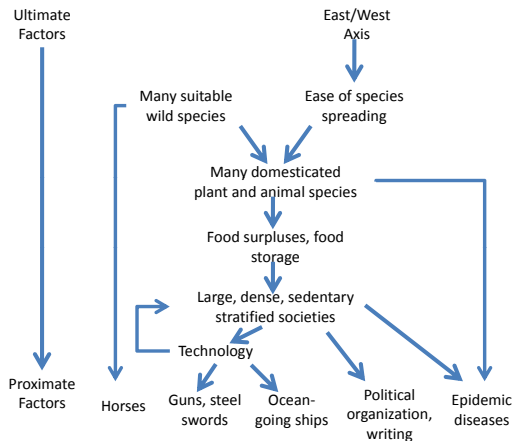 Ultimate
Factors
East/West
Axis
Many suitable
wild species
Ease of species
spreading
Many domesticated
plant and animal species
Food surpluses, food
storage
Large, dense, sedentary
stratified societies
Technology
Proximate
Factors
Horses
Guns, steel
swords
Ocean-
going ships
Political
organization,
writing
Epidemic
diseases